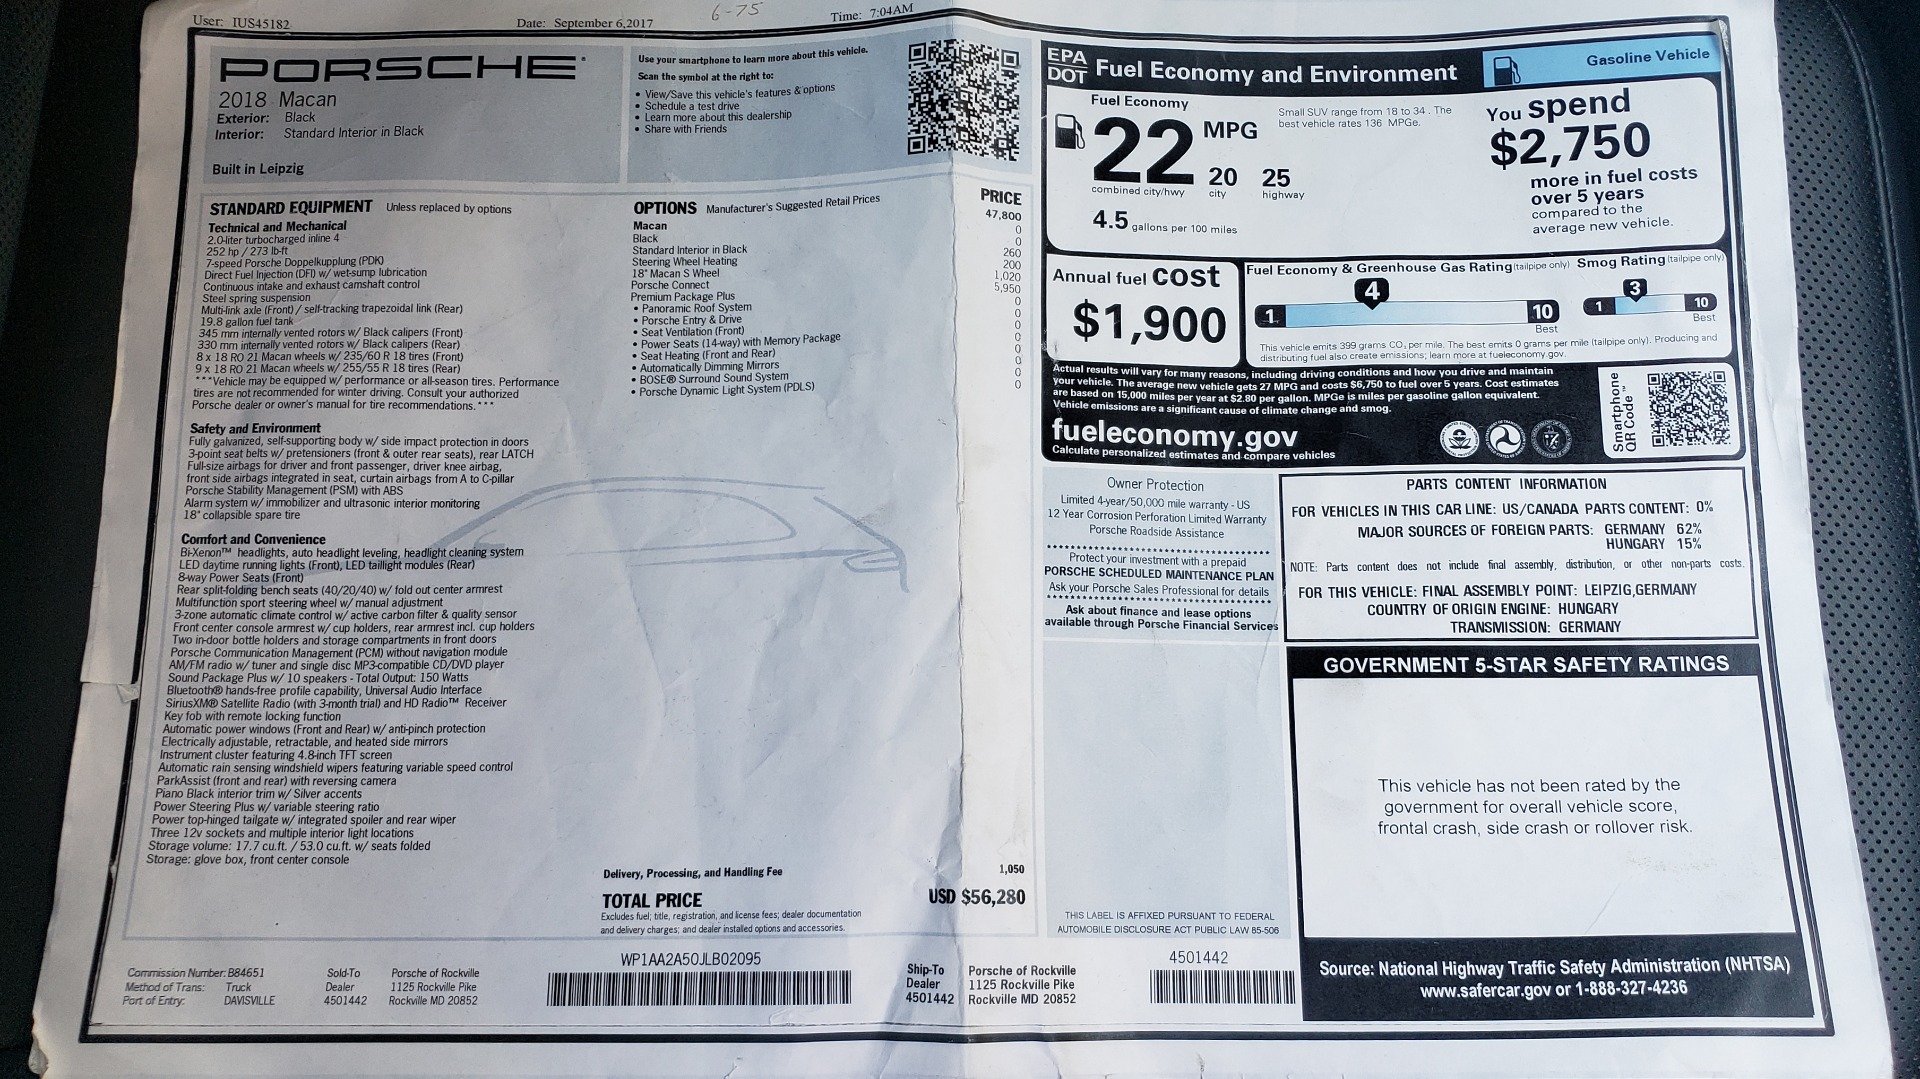 User: IUS45182
Date: September 6,2017
6-75
Time: 7:04AM
PORSCHE
2018 Macan
Exterior: Black
Interior: Standard Interior in Black
Built in Leipzig
Use your smartphone to learn more about this vehicle.
Scan the symbol at the right to:
• View/Save this vehicle's features & options
• Schedule a test drive
• Learn more about this dealership
• Share with Friends
STANDARD EQUIPMENT Unless replaced by options
Technical and Mechanical
2.0-liter turbocharged inline 4
252 hp / 273 lb-ft
7-speed Porsche Doppelkupplung (PDK)
Direct Fuel Injection (DFI) w/ wet-sump lubrication
Continuous intake and exhaust camshaft control
Steel spring suspension
Multi-link axle (Front) / self-tracking trapezoidal link (Rear)
19.8 gallon fuel tank
345 mm internally vented rotors w/ Black calipers (Front)
330 mm internally vented rotors w/ Black calipers (Rear)
8 x 18 RO 21 Macan wheels w/ 235/60 R 18 tires (Front)
9 x 18 RO 21 Macan wheels w/ 255/55 R 18 tires (Rear)
***Vehicle may be equipped w/ performance or all-season tires. Performance
tires are not recommended for winter driving. Consult your authorized
Porsche dealer or owner's manual for tire recommendations.***
Safety and Environment
Fully galvanized, self-supporting body w/ side impact protection in doors
3-point seat belts w/ pretensioners (front & outer rear seats), rear LATCH
Full-size airbags for driver and front passenger, driver knee airbag,
front side airbags integrated in seat, curtain airbags from A to C-pillar
Porsche Stability Management (PSM) with ABS
Alarm system w/ immobilizer and ultrasonic interior monitoring
18" collapsible spare tire
Comfort and Convenience
Bi-Xenon™ headlights, auto headlight leveling, headlight cleaning system
LED daytime running lights (Front), LED taillight modules (Rear)
8-way Power Seats (Front)
Rear split-folding bench seats (40/20/40) w/ fold out center armrest
Multifunction sport steering wheel w/ manual adjustment
3-zone automatic climate control w/ active carbon filter & quality sensor
Front center console armrest w/ cup holders, rear armrest incl. cup holders
Two in-door bottle holders and storage compartments in front doors
Porsche Communication Management (PCM) without navigation module
AM/FM radio w/ tuner and single disc MP3-compatible CD/DVD player
Sound Package Plus w/ 10 speakers - Total Output: 150 Watts
Bluetooth® hands-free profile capability, Universal Audio Interface
SiriusXM® Satellite Radio (with 3-month trial) and HD Radio™ Receiver
Key fob with remote locking function
Automatic power windows (Front and Rear) w/ anti-pinch protection
Electrically adjustable, retractable, and heated side mirrors
Instrument cluster featuring 4.8-inch TFT screen
Automatic rain sensing windshield wipers featuring variable speed control
ParkAssist (front and rear) with reversing camera
Piano Black interior trim w/ Silver accents
Power Steering Plus w/ variable steering ratio
Power top-hinged tailgate w/ integrated spoiler and rear wiper
Three 12v sockets and multiple interior light locations
Storage volume: 17.7 cu.ft. / 53.0 cu.ft. w/ seats folded
Storage: glove box, front center console
OPTIONS Manufacturer's Suggested Retail Prices PRICE
Macan 47,800
Black 0
Standard Interior in Black 0
Steering Wheel Heating 260
18" Macan S Wheel 200
Porsche Connect 1,020
Premium Package Plus 5,950
• Panoramic Roof System 0
• Porsche Entry & Drive 0
• Seat Ventilation (Front) 0
• Power Seats (14-way) with Memory Package 0
• Seat Heating (Front and Rear) 0
• Automatically Dimming Mirrors 0
• BOSE® Surround Sound System 0
• Porsche Dynamic Light System (PDLS) 0
Delivery, Processing, and Handling Fee 1,050
TOTAL PRICE USD $56,280
Excludes fuel; title, registration, and license fees; dealer documentation
and delivery charges; and dealer installed options and accessories.
EPA
DOT
Fuel Economy and Environment
Gasoline Vehicle
Fuel Economy
22 MPG
combined city/hwy
20 city
25 highway
4.5 gallons per 100 miles
Small SUV range from 18 to 34 . The
best vehicle rates 136 MPGe.
You spend
$2,750
more in fuel costs
over 5 years
compared to the
average new vehicle.
Annual fuel cost
$1,900
Fuel Economy & Greenhouse Gas Rating (tailpipe only)
4
1
10
Best
Smog Rating (tailpipe only)
3
1
10
Best
This vehicle emits 399 grams CO2 per mile. The best emits 0 grams per mile (tailpipe only). Producing and
distributing fuel also create emissions; learn more at fueleconomy.gov.
Actual results will vary for many reasons, including driving conditions and how you drive and maintain
your vehicle. The average new vehicle gets 27 MPG and costs $6,750 to fuel over 5 years. Cost estimates
are based on 15,000 miles per year at $2.80 per gallon. MPGe is miles per gasoline gallon equivalent.
Vehicle emissions are a significant cause of climate change and smog.
fueleconomy.gov
Calculate personalized estimates and compare vehicles
Smartphone
QR Code™
Owner Protection
Limited 4-year/50,000 mile warranty - US
12 Year Corrosion Perforation Limited Warranty
Porsche Roadside Assistance
Protect your investment with a prepaid
PORSCHE SCHEDULED MAINTENANCE PLAN
Ask your Porsche Sales Professional for details
Ask about finance and lease options
available through Porsche Financial Services
THIS LABEL IS AFFIXED PURSUANT TO FEDERAL
AUTOMOBILE DISCLOSURE ACT PUBLIC LAW 85-506
PARTS CONTENT INFORMATION
FOR VEHICLES IN THIS CAR LINE: US/CANADA PARTS CONTENT: 0%
MAJOR SOURCES OF FOREIGN PARTS: GERMANY 62%
HUNGARY 15%
NOTE: Parts content does not include final assembly, distribution, or other non-parts costs.
FOR THIS VEHICLE: FINAL ASSEMBLY POINT: LEIPZIG,GERMANY
COUNTRY OF ORIGIN ENGINE: HUNGARY
TRANSMISSION: GERMANY
GOVERNMENT 5-STAR SAFETY RATINGS
This vehicle has not been rated by the
government for overall vehicle score,
frontal crash, side crash or rollover risk.
Source: National Highway Traffic Safety Administration (NHTSA)
www.safercar.gov or 1-888-327-4236
Commission Number: B84651
Method of Trans: Truck
Port of Entry: DAVISVILLE
Sold-To Porsche of Rockville
Dealer 1125 Rockville Pike
4501442 Rockville MD 20852
WP1AA2A50JLB02095
Ship-To Porsche of Rockville
Dealer 1125 Rockville Pike
4501442 Rockville MD 20852
4501442